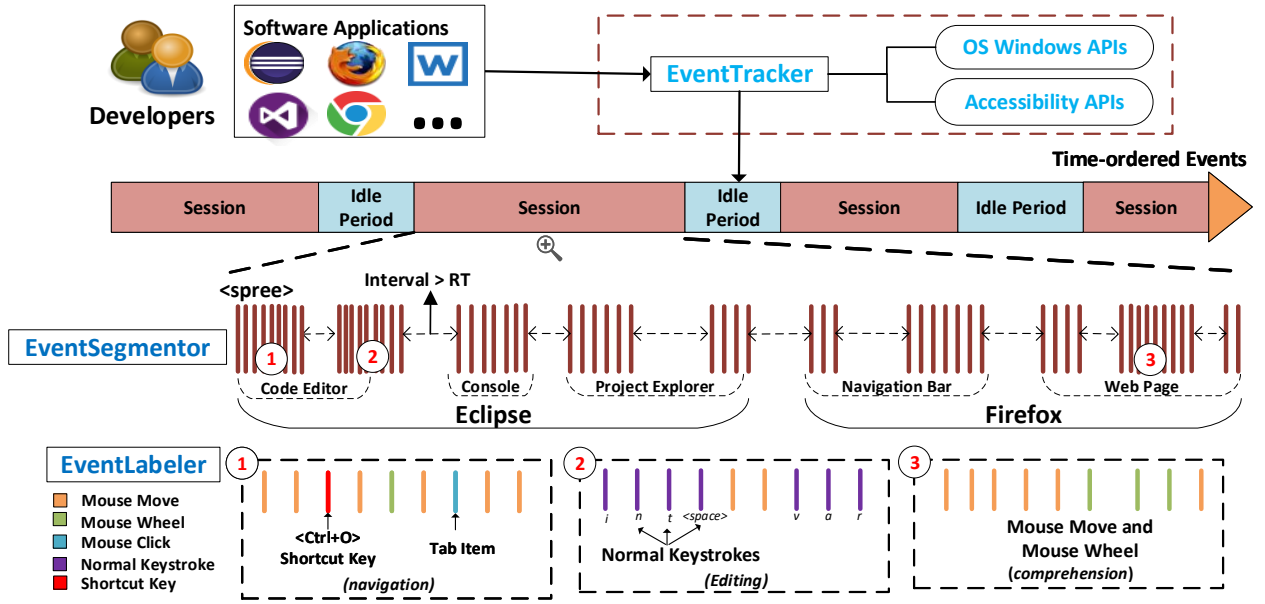 Software Applications
W
Developers
EventTracker
OS Windows APIs
Accessibility APIs
Time-ordered Events
Session
Idle
Period
Session
Idle
Period
Session
Idle Period
Session
<spree>
Interval > RT
EventSegmentor
1
2
3
Code Editor
Console
Project Explorer
Navigation Bar
Web Page
Eclipse
Firefox
EventLabeler
Mouse Move
Mouse Wheel
Mouse Click
Normal Keystroke
Shortcut Key
1
<Ctrl+O>
Shortcut Key
Tab Item
(navigation)
2
i n t <space> v a r
Normal Keystrokes
(Editing)
3
Mouse Move and
Mouse Wheel
(comprehension)